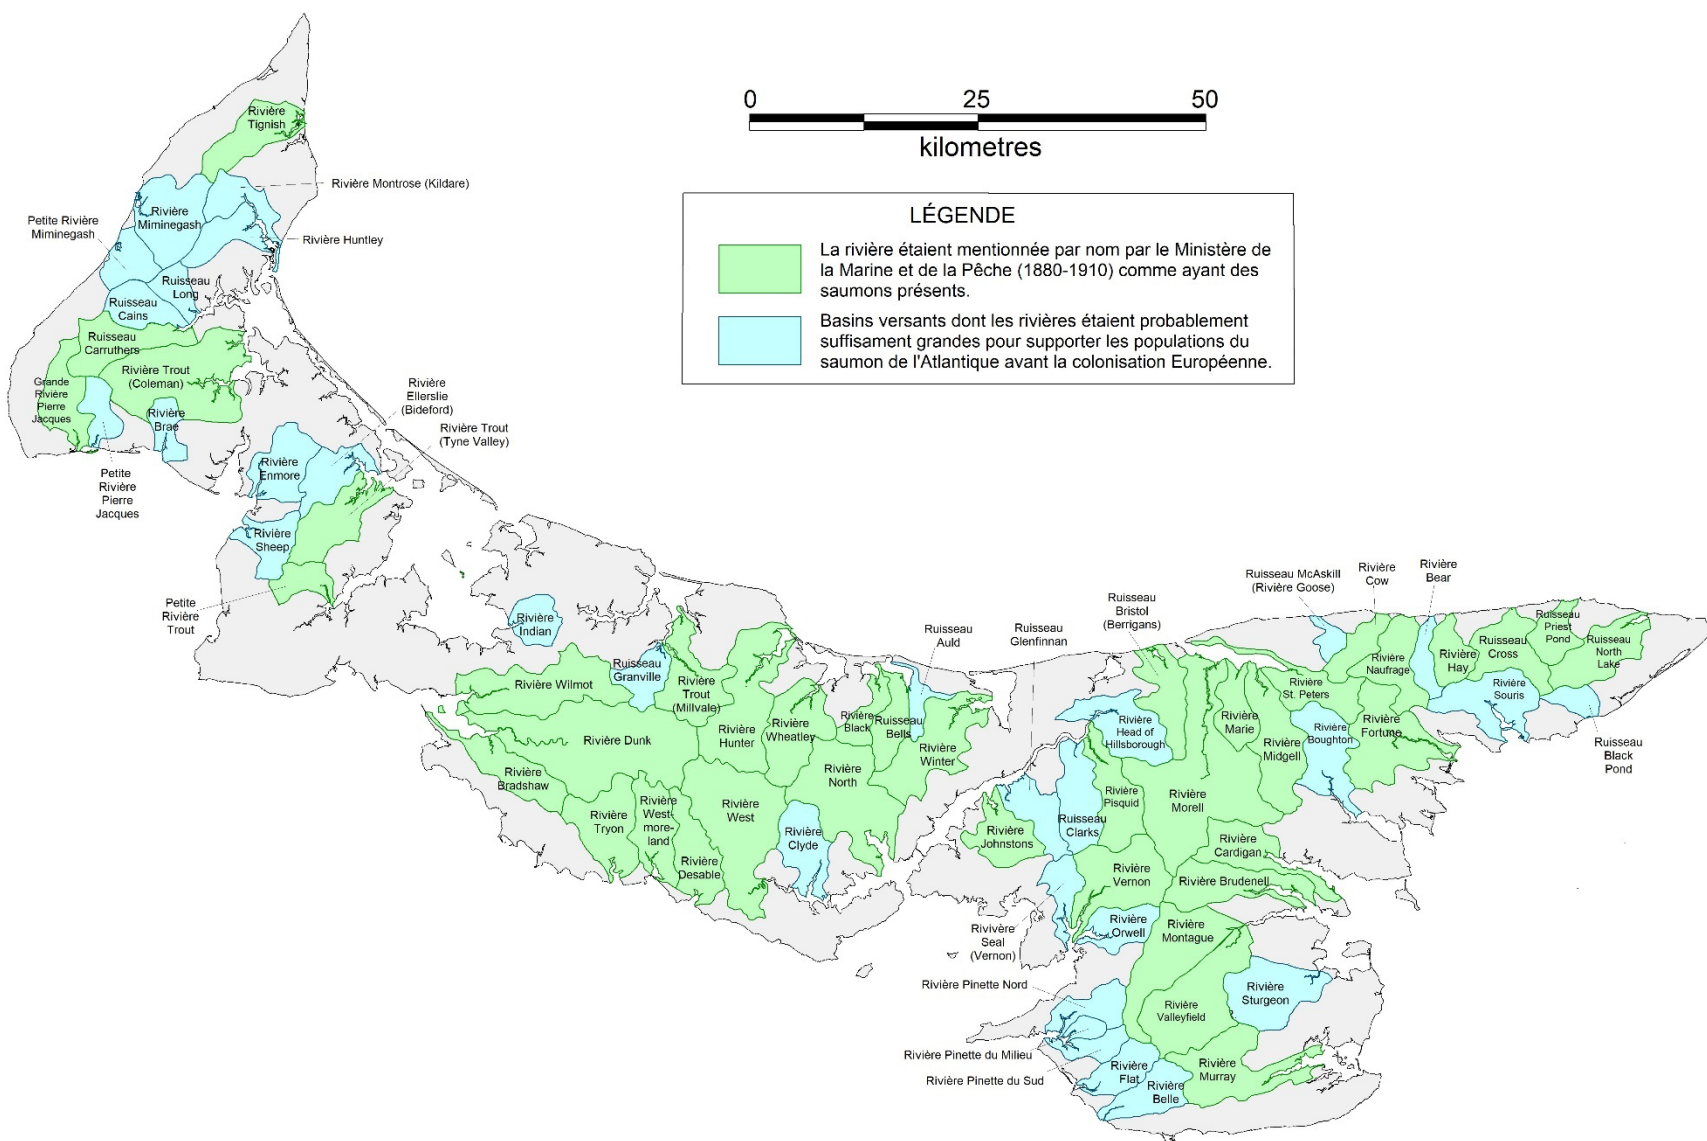 0 25 50
kilometres
LÉGENDE
La rivière étaient mentionnée par nom par le Ministère de
la Marine et de la Pêche (1880-1910) comme ayant des
saumons présents.
Basins versants dont les rivières étaient probablement
suffisament grandes pour supporter les populations du
saumon de l'Atlantique avant la colonisation Européenne.
Rivière
Tignish
Rivière Montrose (Kildare)
Rivière
Miminegash
Petite Rivière
Miminegash
Rivière Huntley
Ruisseau
Long
Ruisseau
Cains
Ruisseau
Carruthers
Rivière Trout
(Coleman)
Grande
Rivière
Pierre
Jacques
Rivière
Brae
Petite
Rivière
Pierre
Jacques
Rivière
Ellerslie
(Bideford)
Rivière Trout
(Tyne Valley)
Rivière
Enmore
Rivière
Sheep
Petite
Rivière
Trout
Rivière
Indian
Ruisseau
Granville
Rivière Wilmot
Rivière
Trout
(Millvale)
Rivière Dunk
Rivière
Hunter
Rivière
Wheatley
Rivière
Black
Ruisseau
Bells
Ruisseau
Auld
Rivière
Winter
Rivière
Bradshaw
Rivière
Tryon
Rivière
West-
more-
land
Rivière
Desable
Rivière
West
Rivière
North
Rivière
Clyde
Ruisseau
Glenfinnan
Ruisseau
Bristol
(Berrigans)
Ruisseau McAskill
(Rivière Goose)
Rivière
Cow
Rivière
Bear
Rivière
Naufrage
Rivière
Hay
Ruisseau
Cross
Ruisseau
Priest
Pond
Ruisseau
North
Lake
Rivière
Souris
Ruisseau
Black
Pond
Rivière
St. Peters
Rivière
Fortune
Rivière
Boughton
Rivière
Midgell
Rivière
Marie
Rivière
Head of
Hillsborough
Rivière
Morell
Rivière
Pisquid
Ruisseau
Clarks
Rivière
Johnstons
Rivière
Cardigan
Rivière
Vernon
Rivière Brudenell
Rivière
Orwell
Rivivère
Seal
(Vernon)
Rivière
Montague
Rivière
Sturgeon
Rivière
Valleyfield
Rivière Pinette Nord
Rivière Pinette du Milieu
Rivière Pinette du Sud
Rivière
Flat
Rivière
Belle
Rivière
Murray